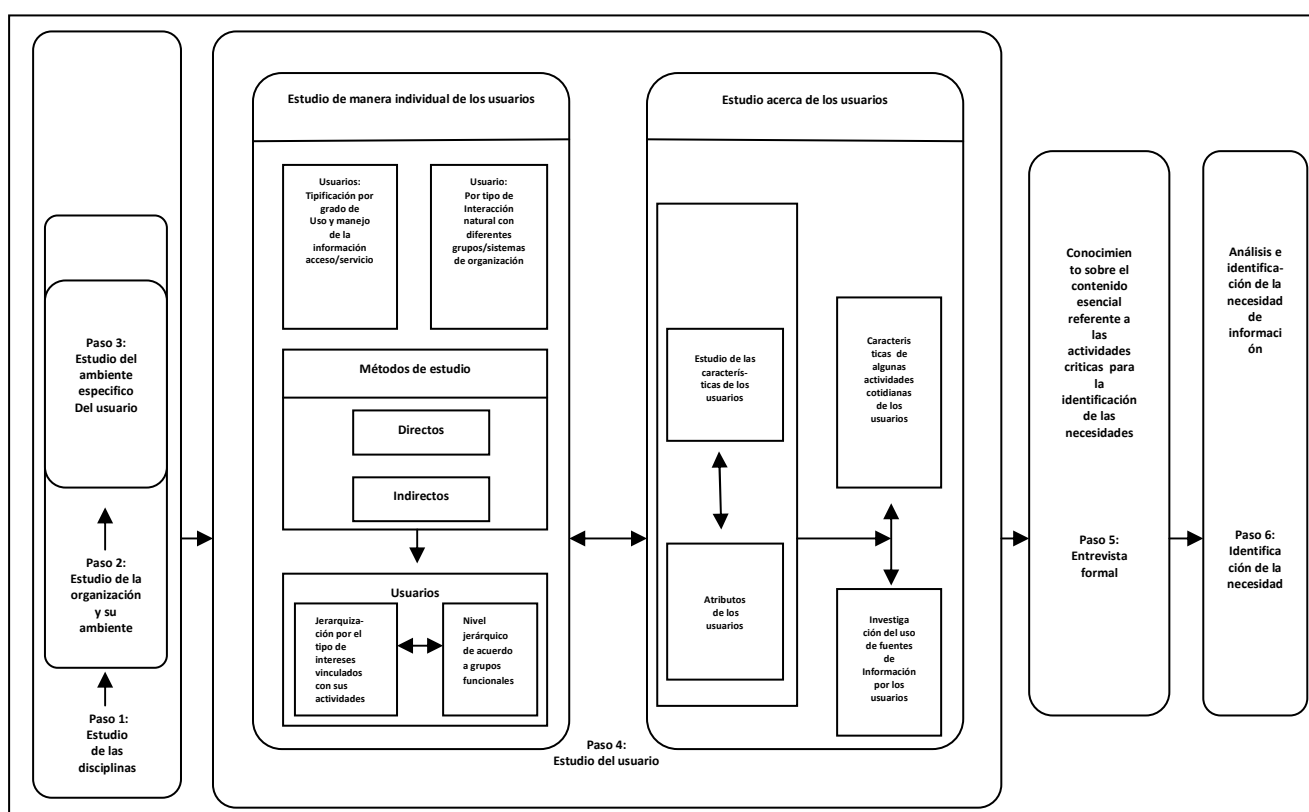 Paso 3:
Estudio del
ambiente
especifico
Del usuario
Paso 2:
Estudio de la
organización
y su
ambiente
Paso 1:
Estudio
de las
disciplinas
Estudio de manera individual de los usuarios
Usuarios:
Tipificación por
grado de
Uso y manejo
de la
información
acceso/servicio
Usuario:
Por tipo de
Interacción
natural con
diferentes
grupos/sistemas
de organización
Métodos de estudio
Directos
Indirectos
Usuarios
Jerarquiza-
ción por el
tipo de
intereses
vinculados
con sus
actividades
Nivel
jerárquico
de acuerdo
a grupos
funcionales
Estudio acerca de los usuarios
Estudio de las
caracterís-
ticas de los
usuarios
Atributos
de los
usuarios
Caracteris
ticas de
algunas
actividades
cotidianas
de los
usuarios
Investiga
ción del uso
de fuentes
de
Información
por los
usuarios
Paso 4:
Estudio del usuario
Conocimien
to sobre el
contenido
esencial
referente a
las
actividades
criticas para
la
identificación
de las
necesidades
Paso 5:
Entrevista
formal
Análisis e
identifica-
ción de la
necesidad
de
informaci
ón
Paso 6:
Identifica
ción de la
necesidad